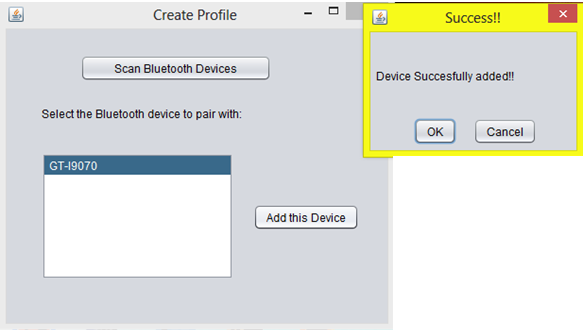 Create Profile
Scan Bluetooth Devices
Select the Bluetooth device to pair with:
GT-I9070
Add this Device
Success!!
Device Succesfully added!!
OK
Cancel